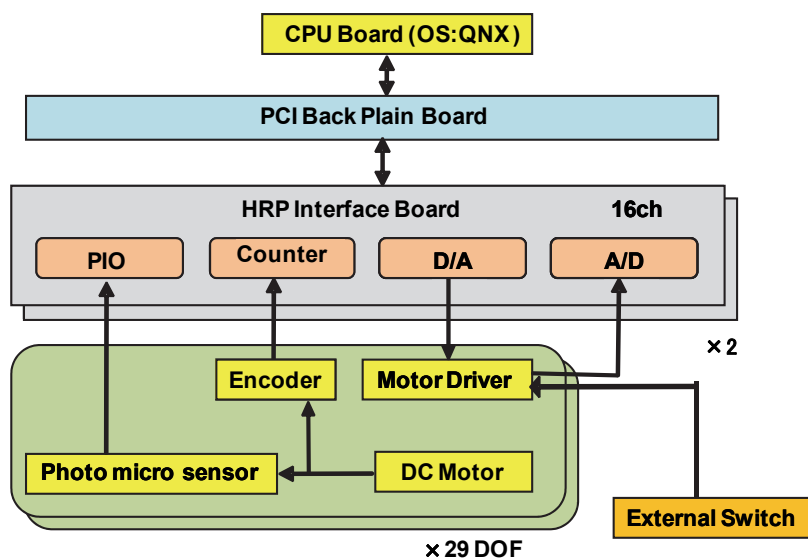 CPU Board (OS:QNX)
PCI Back Plain Board
HRP Interface Board 16ch
PIO Counter D/A A/D
× 2
Encoder Motor Driver
Photo micro sensor DC Motor
External Switch
× 29 DOF